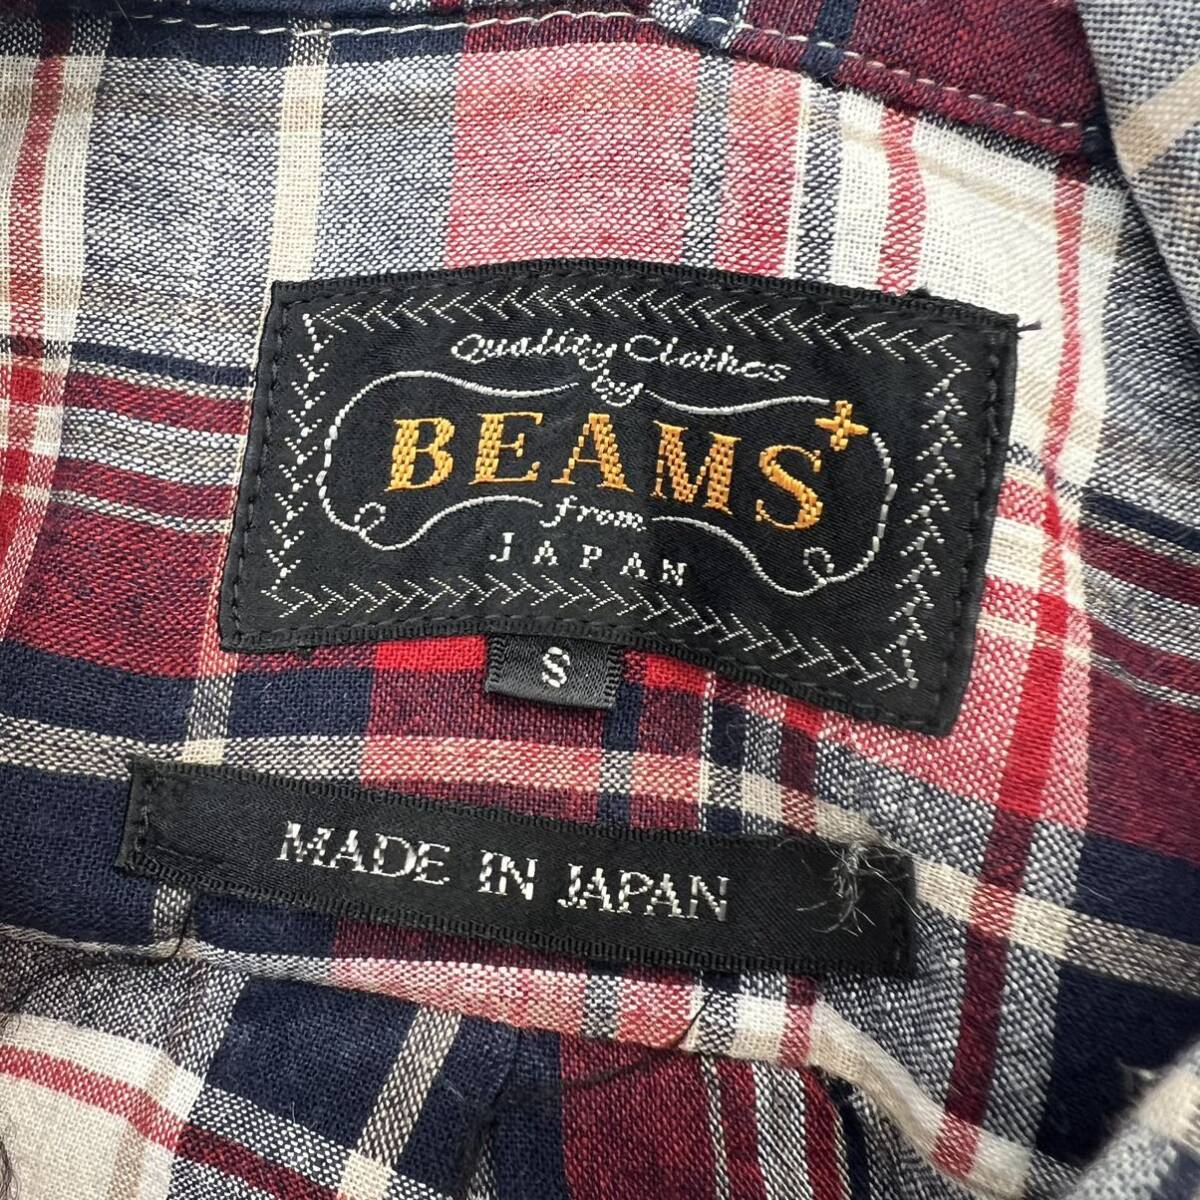 Quality Clothes
by
BEAMS+
from
JAPAN
S
MADE IN JAPAN